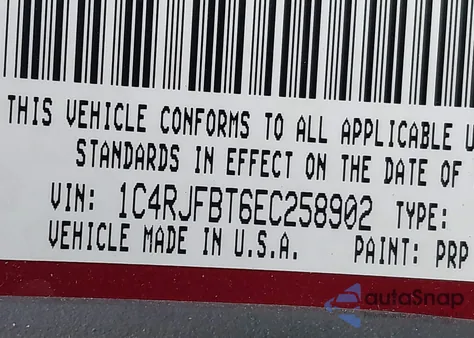 THIS VEHICLE CONFORMS TO ALL APPLICABLE U
STANDARDS IN EFFECT ON THE DATE OF
VIN: 1C4RJFBT6EC258902 TYPE:
VEHICLE MADE IN U.S.A. PAINT: PRP
autoSnap